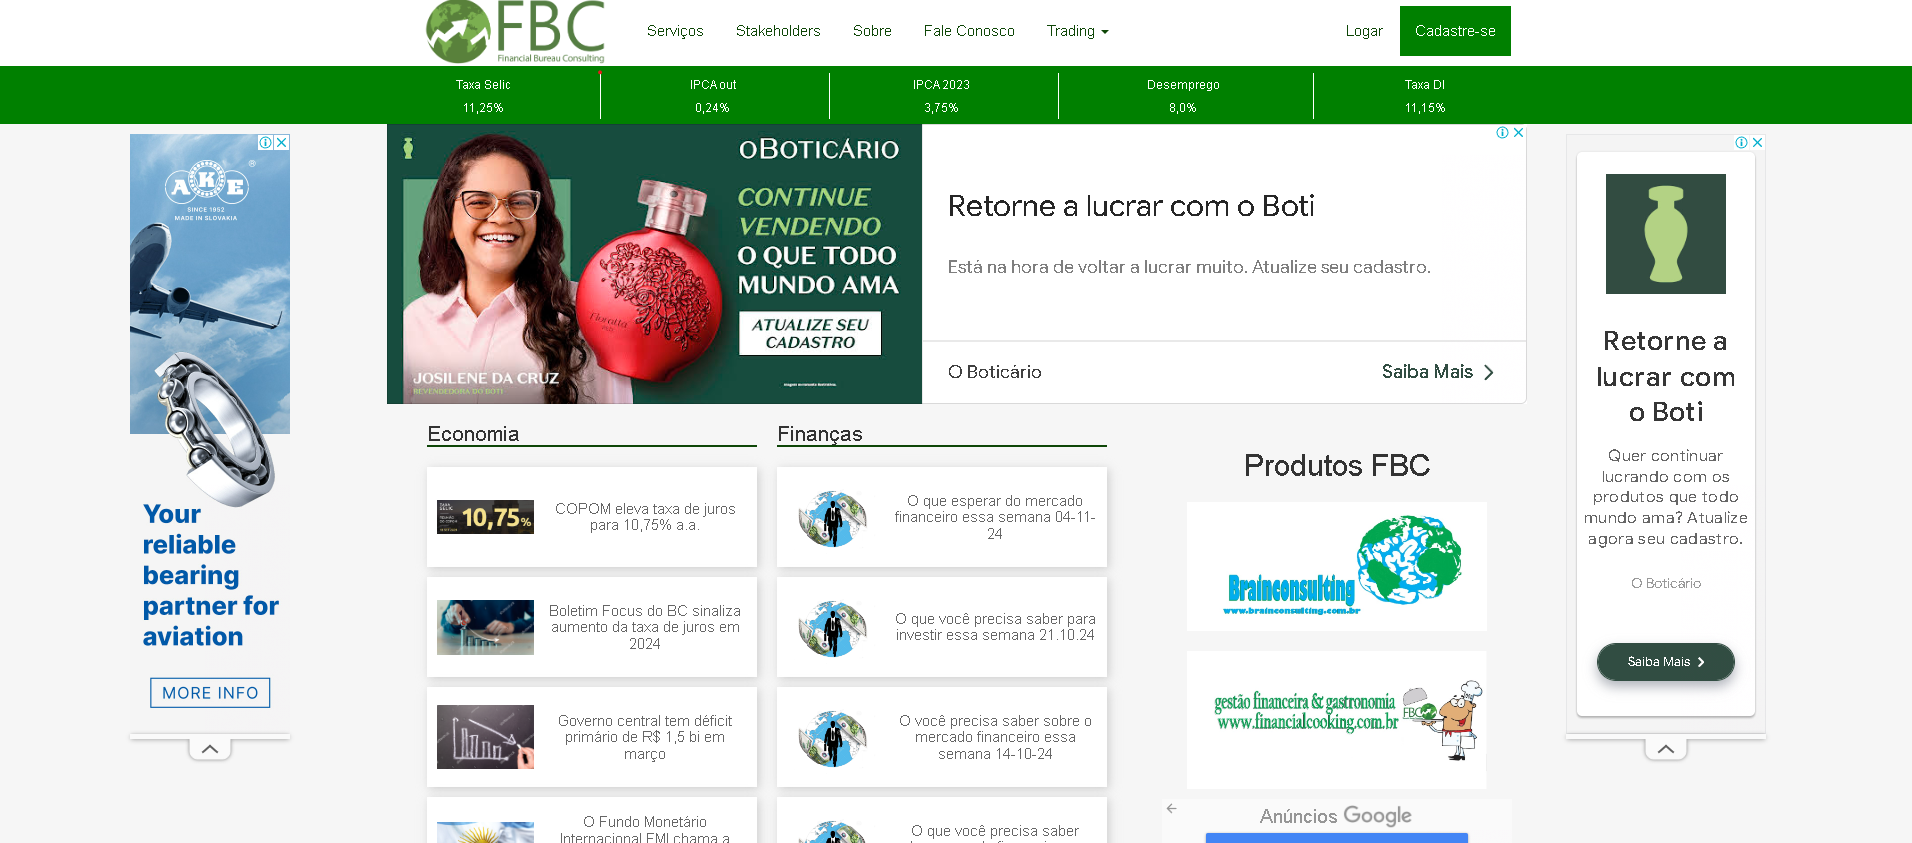 FBC
Financial Bureau Consulting
Serviços
Stakeholders
Sobre
Fale Conosco
Trading
Logar
Cadastre-se
Taxa Selic
11,25%
IPCA out
0,24%
IPCA 2023
3,75%
Desemprego
8,0%
Taxa DI
11,15%
AKE
SINCE 1952
MADE IN SLOVAKIA
Your
reliable
bearing
partner for
aviation
MORE INFO
OBOTICÁRIO
CONTINUE
VENDENDO
O QUE TODO
MUNDO AMA
ATUALIZE SEU
CADASTRO
JOSILENE DA CRUZ
REVENDEDORA DO BOTI
Floratta
Retorne a lucrar com o Boti
Está na hora de voltar a lucrar muito. Atualize seu cadastro.
O Boticário
Saiba Mais
Retorne a
lucrar com
o Boti
Quer continuar
lucrando com os
produtos que todo
mundo ama? Atualize
agora seu cadastro.
O Boticário
Saiba Mais
Economia
TAXA
SELIC
10,75%
COPOM eleva taxa de juros
para 10,75% a.a.
Boletim Focus do BC sinaliza
aumento da taxa de juros em
2024
Governo central tem déficit
primário de R$ 1,5 bi em
março
O Fundo Monetário
Internacional FMI chama a
Finanças
O que esperar do mercado
financeiro essa semana 04-11-
24
O que você precisa saber para
investir essa semana 21.10.24
O você precisa saber sobre o
mercado financeiro essa
semana 14-10-24
O que você precisa saber
Produtos FBC
Brainconsulting
www.brainconsulting.com.br
gestão financeira & gastronomia
www.financialcooking.com.br
FBC
Anúncios Google